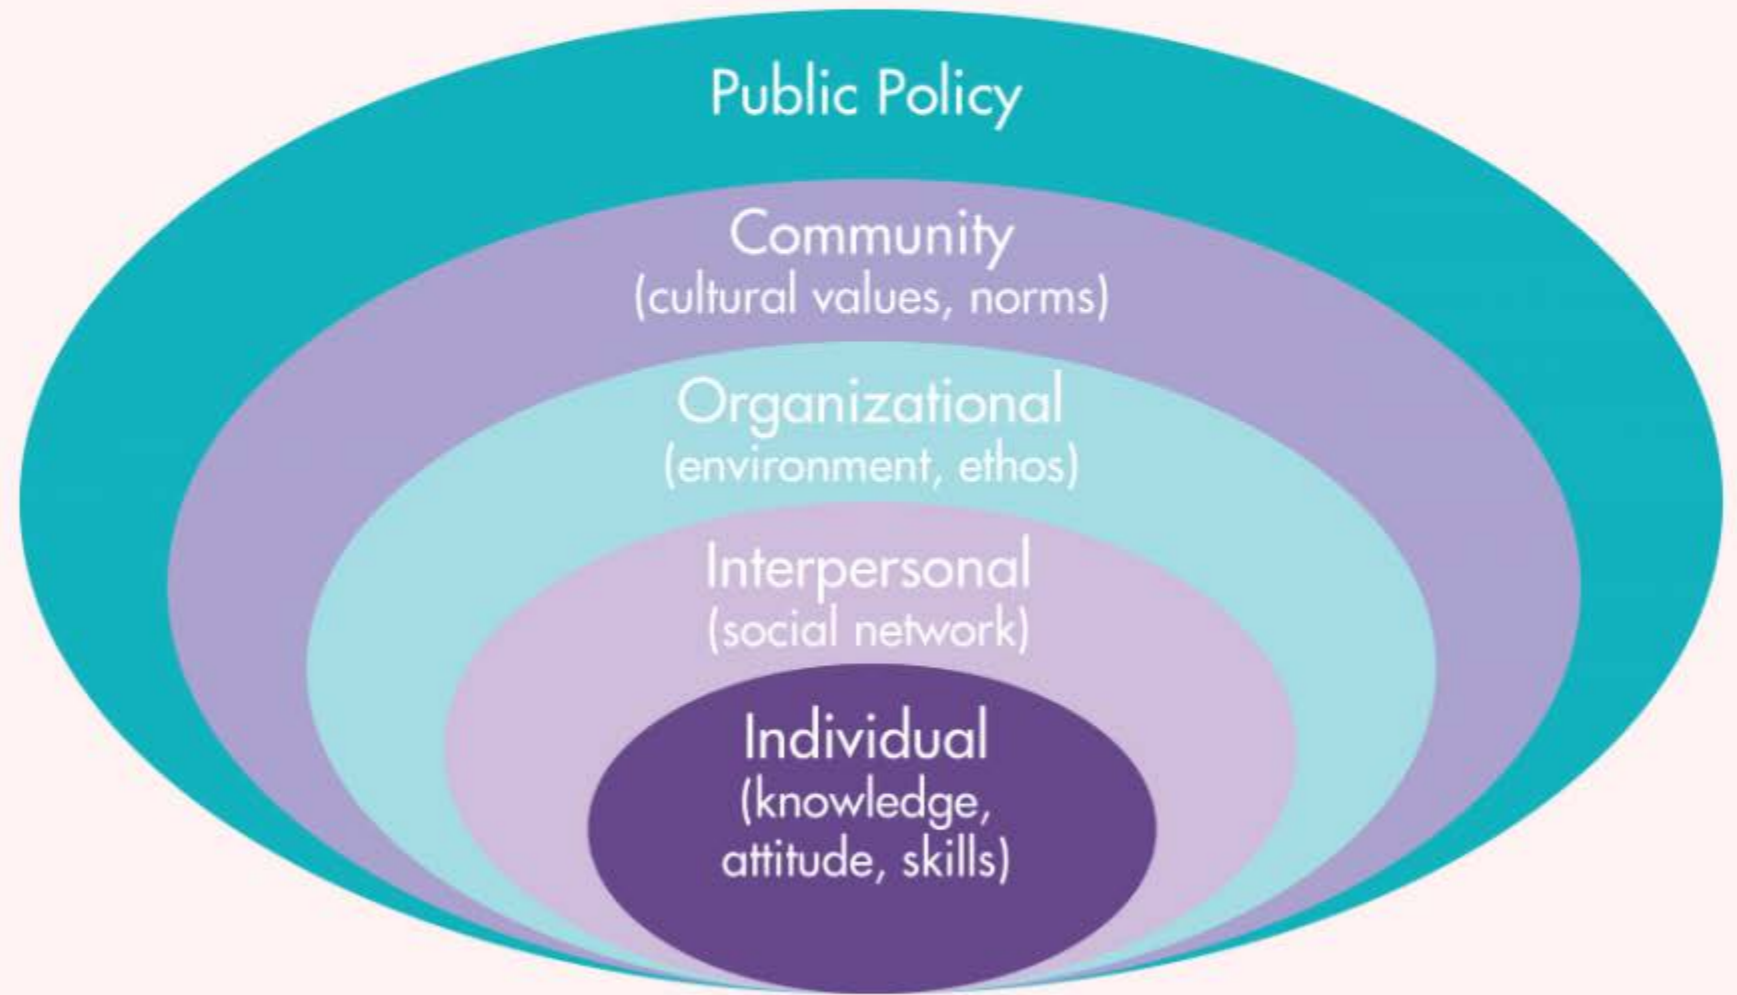 Public Policy
Community
(cultural values, norms)
Organizational
(environment, ethos)
Interpersonal
(social network)
Individual
(knowledge,
attitude, skills)